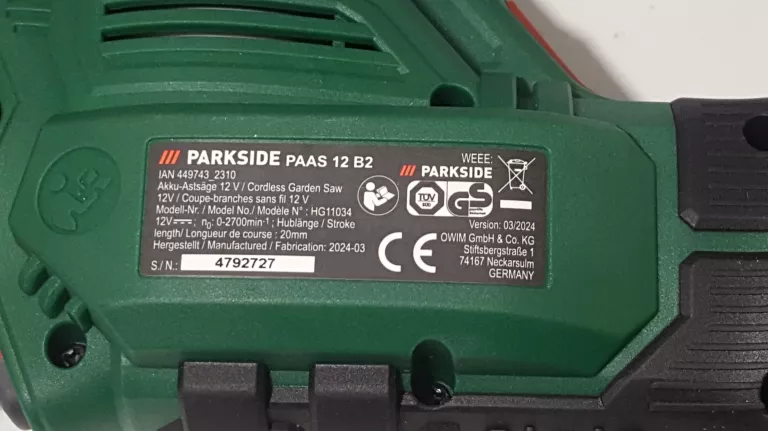 /// PARKSIDE PAAS 12 B2
IAN 449743_2310
Akku-Astsäge 12 V / Cordless Garden Saw
12V / Coupe-branches sans fil 12 V
Modell-Nr. / Model No./ Modèle N° : HG11034
12V⎓ ; n₀: 0-2700min⁻¹ ; Hublänge / Stroke
length/ Longueur de course : 20mm
Hergestellt / Manufactured / Fabrication: 2024-03
S./ N.: 4792727
WEEE:
/// PARKSIDE
TÜV
SÜD
GS
Version: 03/2024
OWIM GmbH & Co. KG
Stiftsbergstraße 1
74167 Neckarsulm
GERMANY
CE